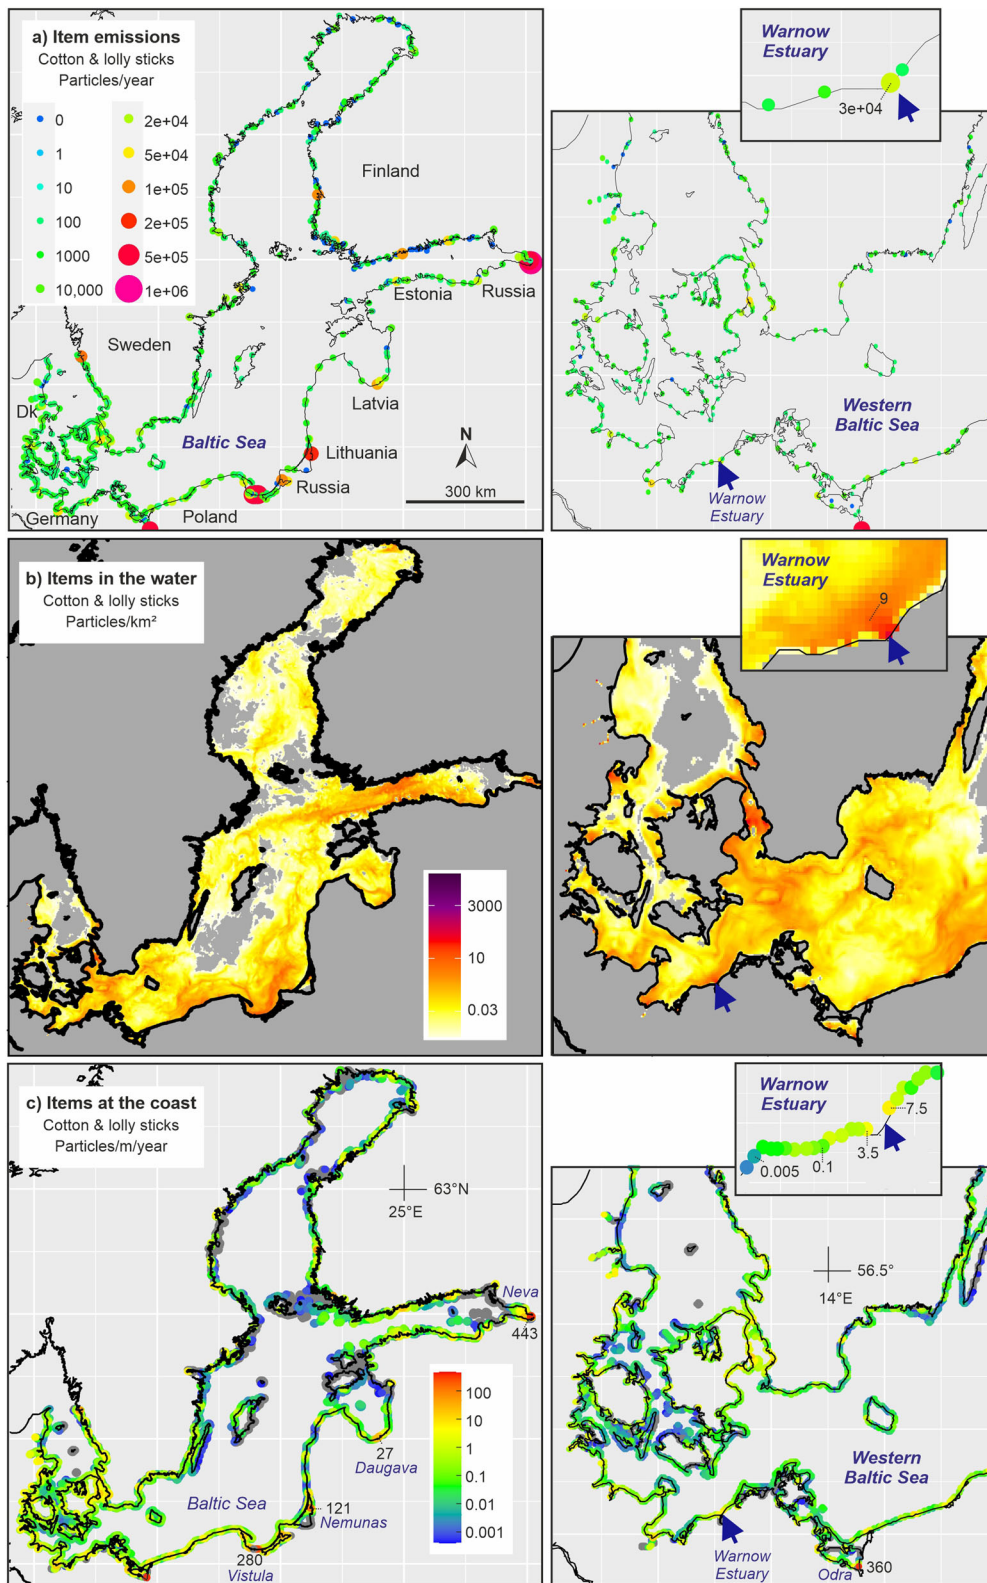 a) Item emissions
Cotton & lolly sticks
Particles/year
0
1
10
100
1000
10,000
2e+04
5e+04
1e+05
2e+05
5e+05
1e+06
Finland
Estonia
Russia
Sweden
Latvia
DK
Baltic Sea
N
Lithuania
Russia
300 km
Germany
Poland
Warnow
Estuary
3e+04
Western
Baltic Sea
Warnow
Estuary
b) Items in the water
Cotton & lolly sticks
Particles/km²
3000
10
0.03
Warnow
Estuary
9
c) Items at the coast
Cotton & lolly sticks
Particles/m/year
63°N
25°E
Neva
443
100
10
1
0.1
0.01
0.001
27
Daugava
Baltic Sea
121
Nemunas
280
Vistula
Warnow
Estuary
7.5
3.5
0.1
0.005
56.5°
14°E
Western
Baltic Sea
Warnow
Estuary
Odra
360